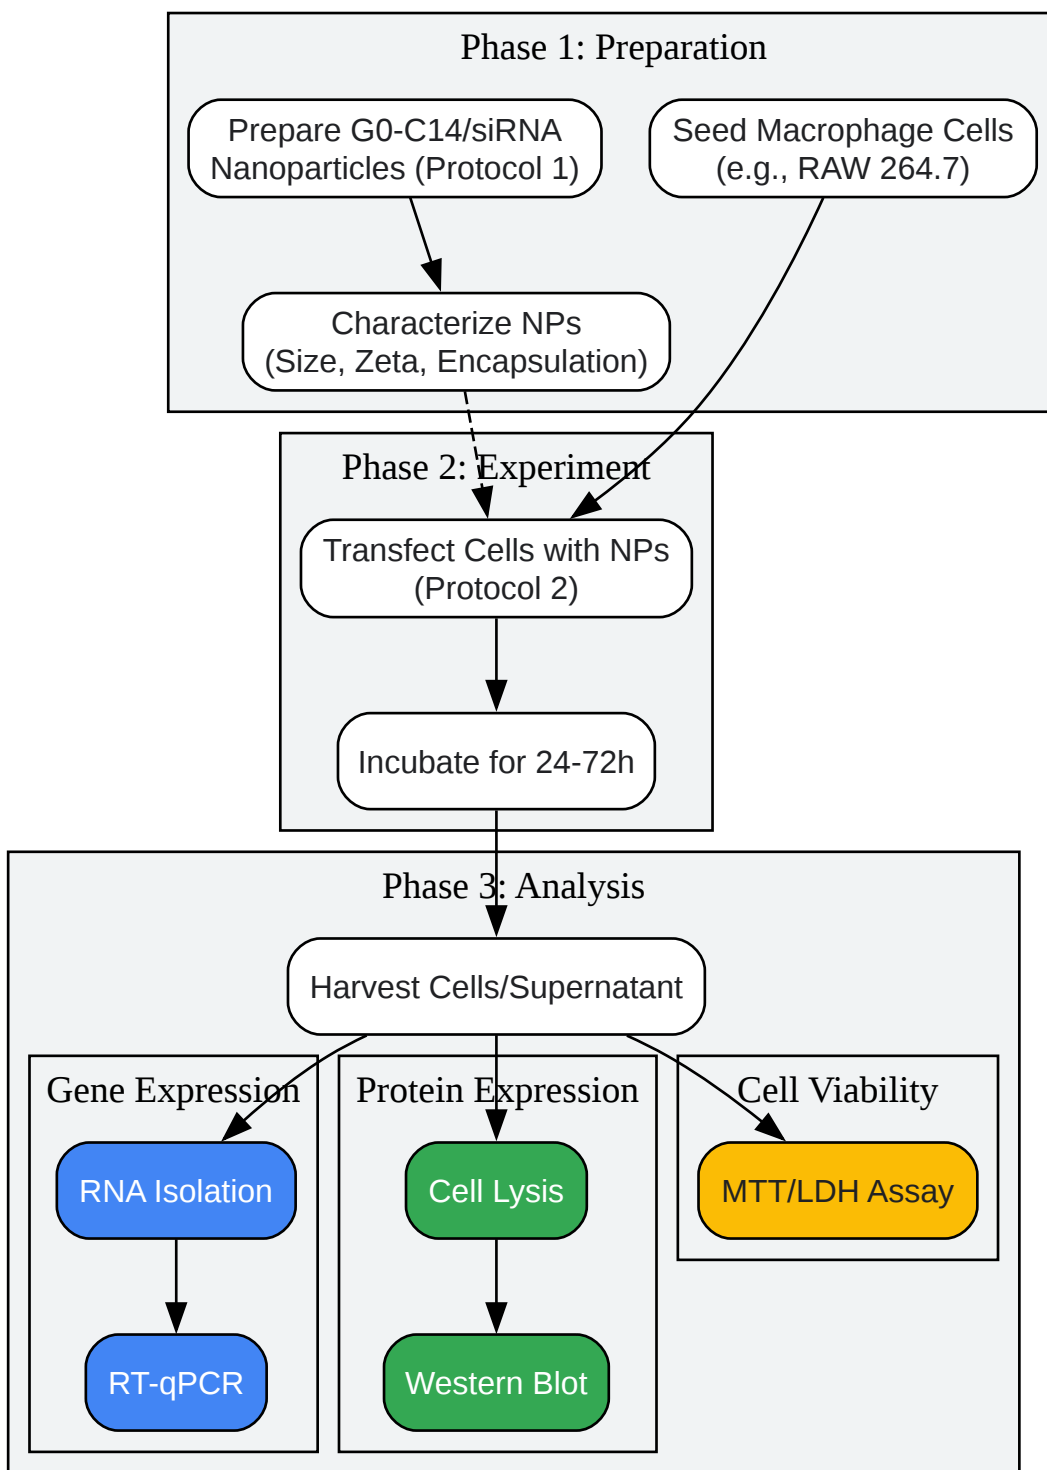 Phase 1: Preparation
Prepare G0-C14/siRNA
Nanoparticles (Protocol 1)
Seed Macrophage Cells
(e.g., RAW 264.7)
Characterize NPs
(Size, Zeta, Encapsulation)
Phase 2: Experiment
Transfect Cells with NPs
(Protocol 2)
Incubate for 24-72h
Phase 3: Analysis
Harvest Cells/Supernatant
Gene Expression
RNA Isolation
RT-qPCR
Protein Expression
Cell Lysis
Western Blot
Cell Viability
MTT/LDH Assay